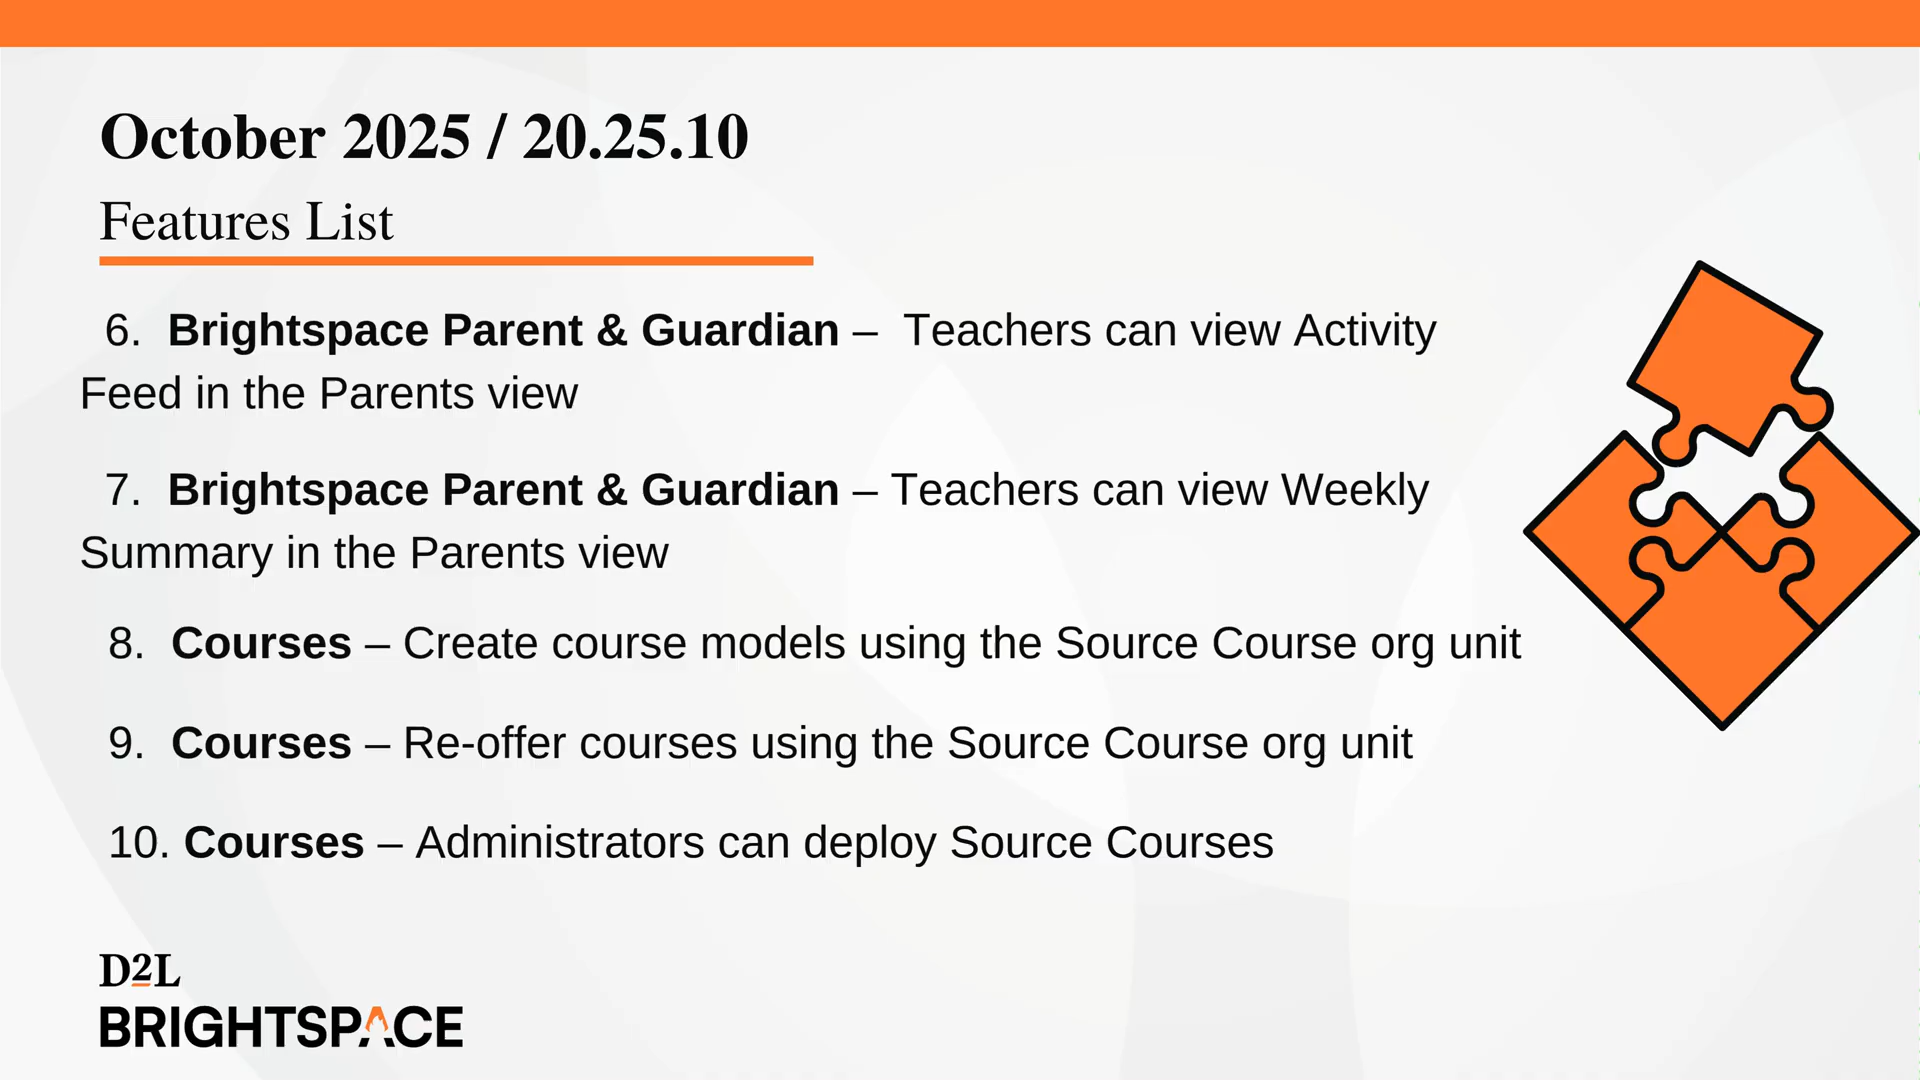 October 2025 / 20.25.10
Features List
6. Brightspace Parent & Guardian – Teachers can view Activity
Feed in the Parents view
7. Brightspace Parent & Guardian – Teachers can view Weekly
Summary in the Parents view
8. Courses – Create course models using the Source Course org unit
9. Courses – Re-offer courses using the Source Course org unit
10. Courses – Administrators can deploy Source Courses
D2L
BRIGHTSPACE